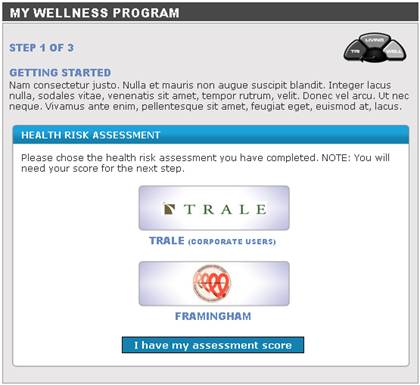 MY WELLNESS PROGRAM
STEP 1 OF 3
LIVING
TRI
WELL
GETTING STARTED
Nam consectetur justo. Nulla et mauris non augue suscipit blandit. Integer lacus
nulla, sodales vitae, venenatis sit amet, tempor rutrum, velit. Donec vel arcu. Ut nec
neque. Vivamus ante enim, pellentesque sit amet, feugiat eget, euismod at, lacus.
HEALTH RISK ASSESSMENT
Please chose the health risk assessment you have completed. NOTE: You will
need your score for the next step.
TRALE
TRALE (CORPORATE USERS)
FRAMINGHAM
I have my assessment score